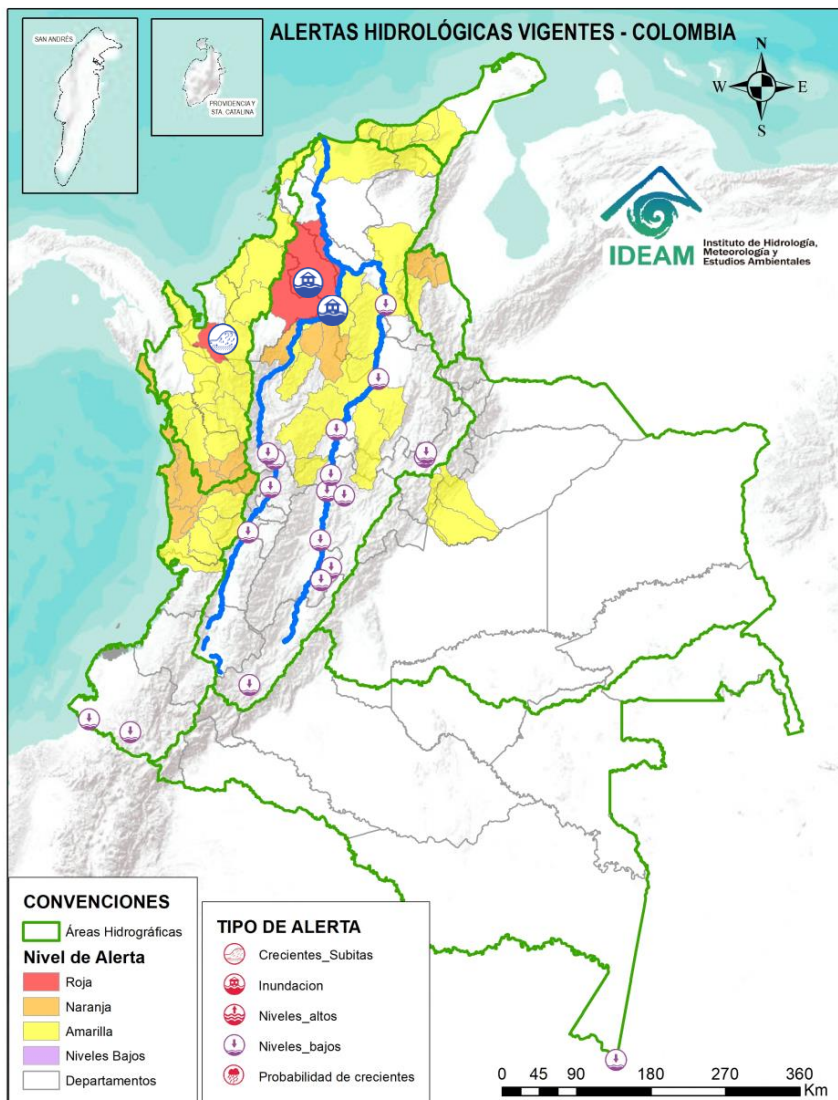 ALERTAS HIDROLÓGICAS VIGENTES - COLOMBIA
SAN ANDRÉS
PROVIDENCIA Y
STA. CATALINA
N
W
E
S
IDEAM
Instituto de Hidrología,
Meteorología y
Estudios Ambientales
CONVENCIONES
Áreas Hidrográficas
Nivel de Alerta
Roja
Naranja
Amarilla
Niveles Bajos
Departamentos
TIPO DE ALERTA
Crecientes_Subitas
Inundacion
Niveles_altos
Niveles_bajos
Probabilidad de crecientes
0 45 90 180 270 360
Km